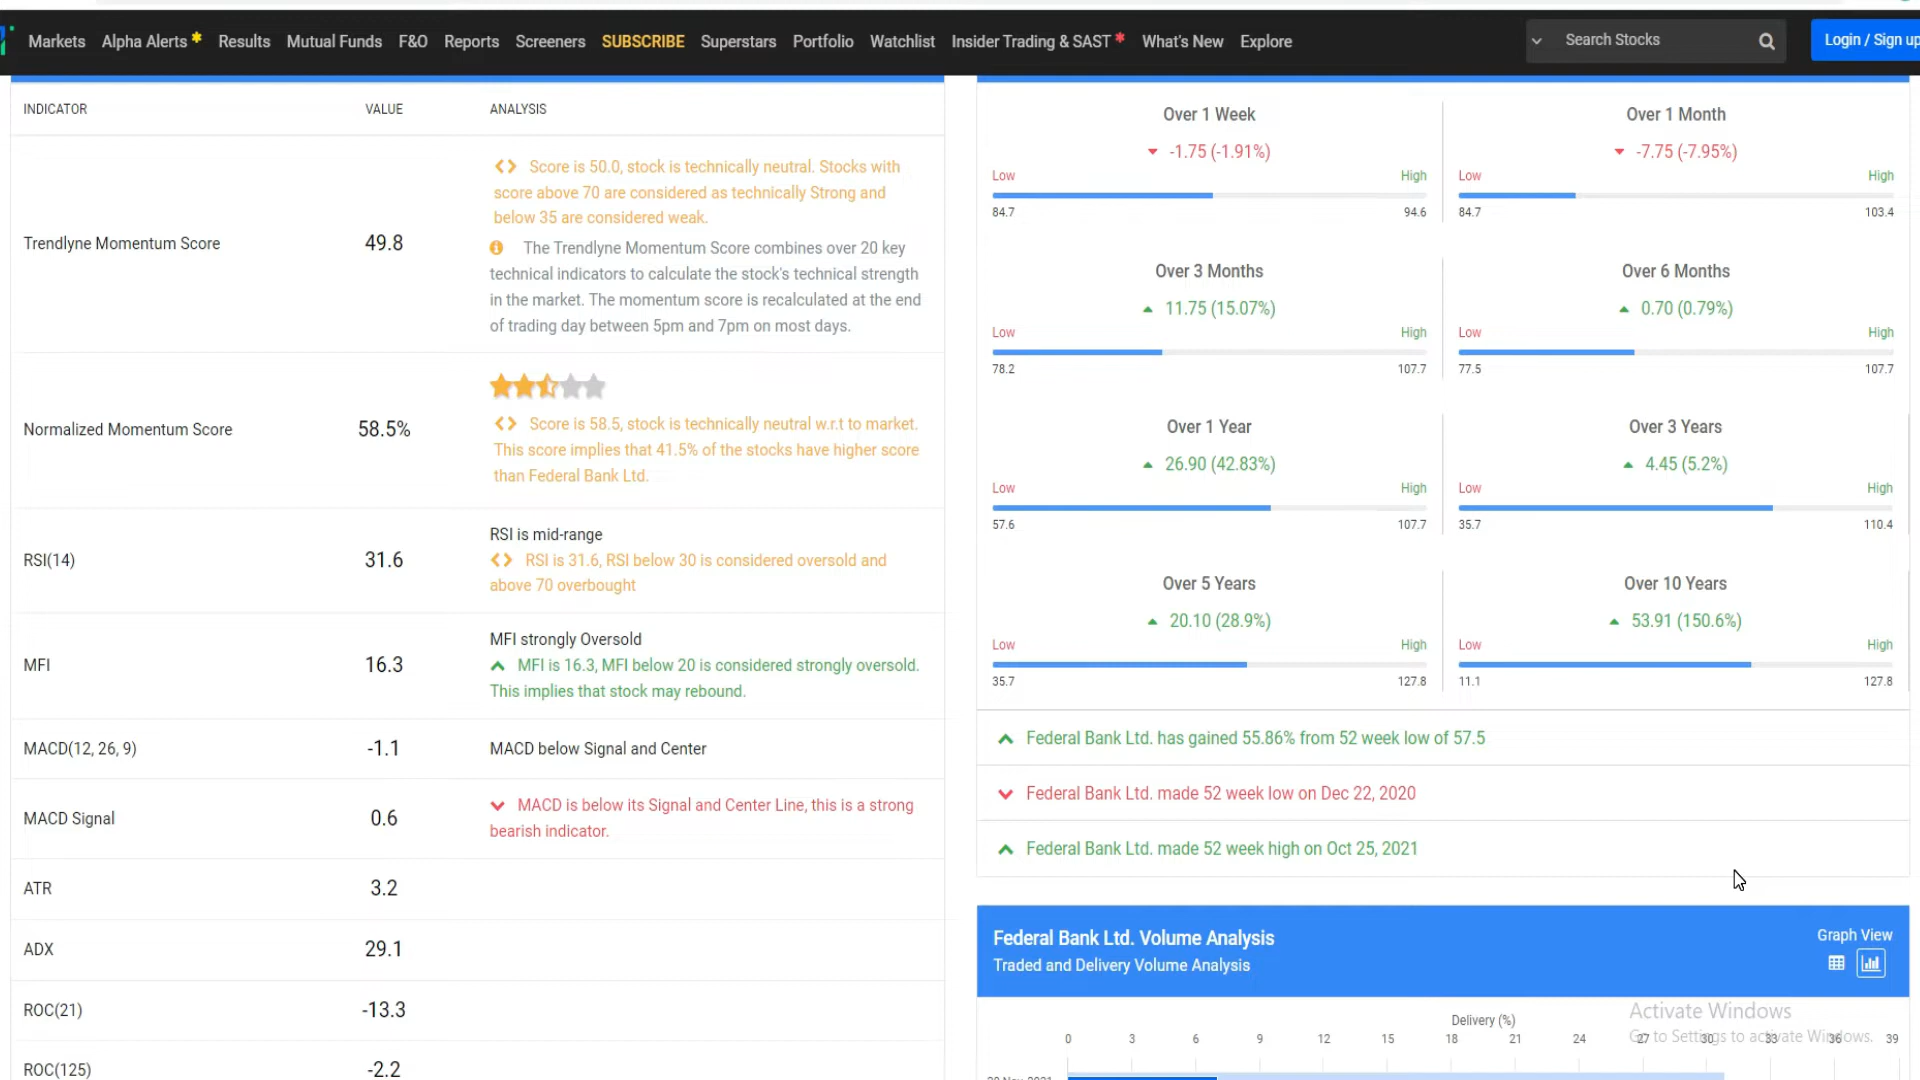 Markets Alpha Alerts * Results Mutual Funds F&O Reports Screeners SUBSCRIBE Superstars Portfolio Watchlist Insider Trading & SAST * What's New Explore Search Stocks Login / Sign up
INDICATOR VALUE ANALYSIS
Trendlyne Momentum Score 49.8
Score is 50.0, stock is technically neutral. Stocks with
score above 70 are considered as technically Strong and
below 35 are considered weak.
The Trendlyne Momentum Score combines over 20 key
technical indicators to calculate the stock's technical strength
in the market. The momentum score is recalculated at the end
of trading day between 5pm and 7pm on most days.
Normalized Momentum Score 58.5%
Score is 58.5, stock is technically neutral w.r.t to market.
This score implies that 41.5% of the stocks have higher score
than Federal Bank Ltd.
RSI(14) 31.6
RSI is mid-range
RSI is 31.6, RSI below 30 is considered oversold and
above 70 overbought
MFI 16.3
MFI strongly Oversold
MFI is 16.3, MFI below 20 is considered strongly oversold.
This implies that stock may rebound.
MACD(12, 26, 9) -1.1 MACD below Signal and Center
MACD Signal 0.6
MACD is below its Signal and Center Line, this is a strong
bearish indicator.
ATR 3.2
ADX 29.1
ROC(21) -13.3
ROC(125) -2.2
Over 1 Week
-1.75 (-1.91%)
Low High
84.7 94.6
Over 1 Month
-7.75 (-7.95%)
Low High
84.7 103.4
Over 3 Months
11.75 (15.07%)
Low High
78.2 107.7
Over 6 Months
0.70 (0.79%)
Low High
77.5 107.7
Over 1 Year
26.90 (42.83%)
Low High
57.6 107.7
Over 3 Years
4.45 (5.2%)
Low High
35.7 110.4
Over 5 Years
20.10 (28.9%)
Low High
35.7 127.8
Over 10 Years
53.91 (150.6%)
Low High
11.1 127.8
Federal Bank Ltd. has gained 55.86% from 52 week low of 57.5
Federal Bank Ltd. made 52 week low on Dec 22, 2020
Federal Bank Ltd. made 52 week high on Oct 25, 2021
Federal Bank Ltd. Volume Analysis
Traded and Delivery Volume Analysis
Graph View
Delivery (%)
0 3 6 9 12 15 18 21 24 27 30 33 36 39
Activate Windows
Go to Settings to activate Windows.